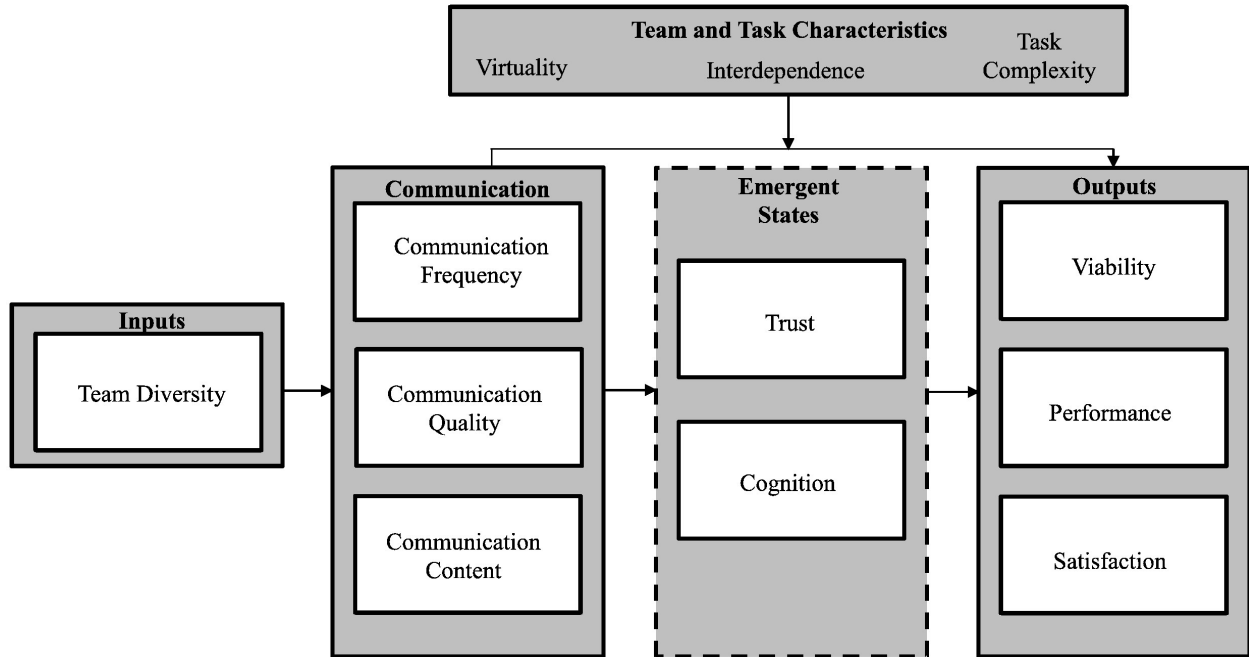 Team and Task Characteristics
Virtuality
Interdependence
Task
Complexity
Inputs
Team Diversity
Communication
Communication
Frequency
Communication
Quality
Communication
Content
Emergent
States
Trust
Cognition
Outputs
Viability
Performance
Satisfaction